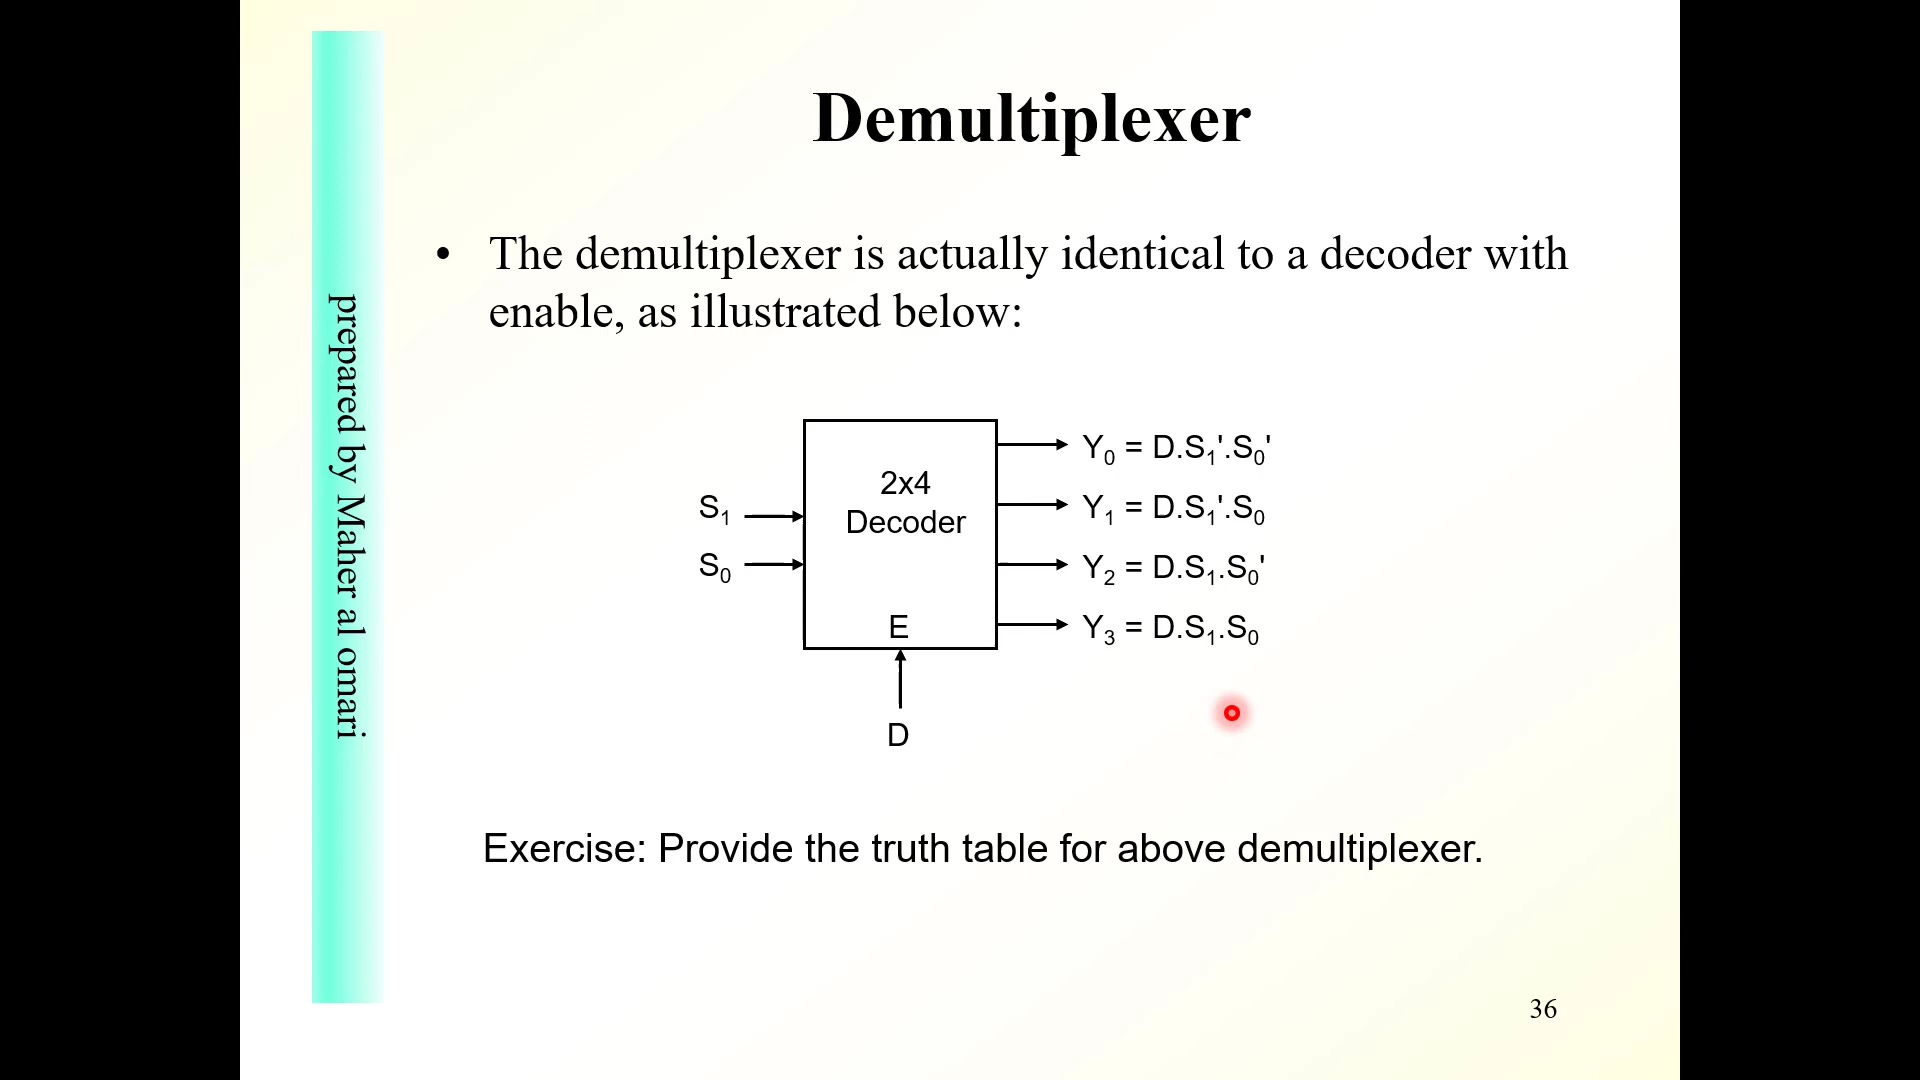 Demultiplexer
• The demultiplexer is actually identical to a decoder with
enable, as illustrated below:
prepared by Maher al omari
2x4
Decoder
S₁
S₀
E
D
Y₀ = D.S₁'.S₀'
Y₁ = D.S₁'.S₀
Y₂ = D.S₁.S₀'
Y₃ = D.S₁.S₀
Exercise: Provide the truth table for above demultiplexer.
36